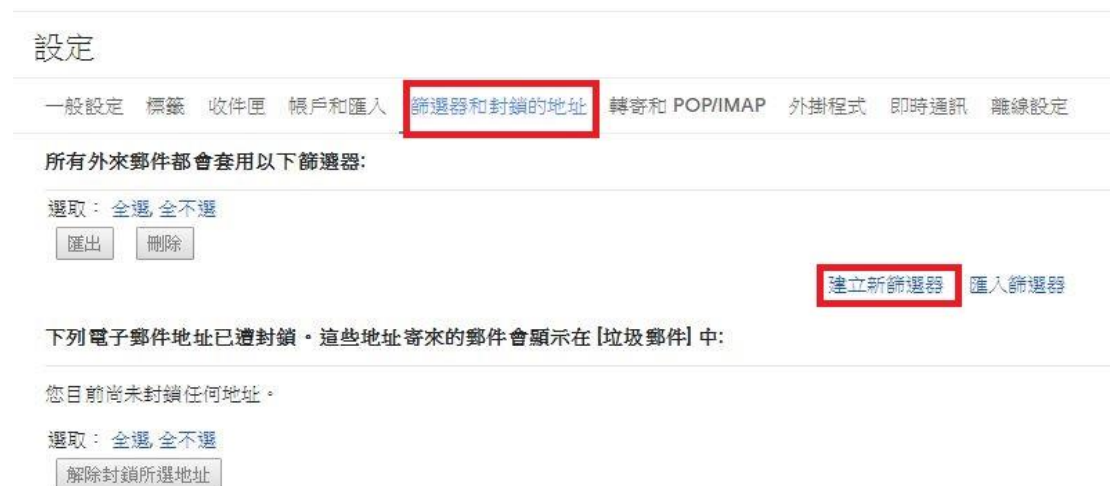 設定
一般設定 標籤 收件匣 帳戶和匯入 篩選器和封鎖的地址 轉寄和 POP/IMAP 外掛程式 即時通訊 離線設定
所有外來郵件都會套用以下篩選器:
選取： 全選, 全不選
匯出 刪除
建立新篩選器 匯入篩選器
下列電子郵件地址已遭封鎖。這些地址寄來的郵件會顯示在 [垃圾郵件] 中:
您目前尚未封鎖任何地址。
選取： 全選, 全不選
解除封鎖所選地址